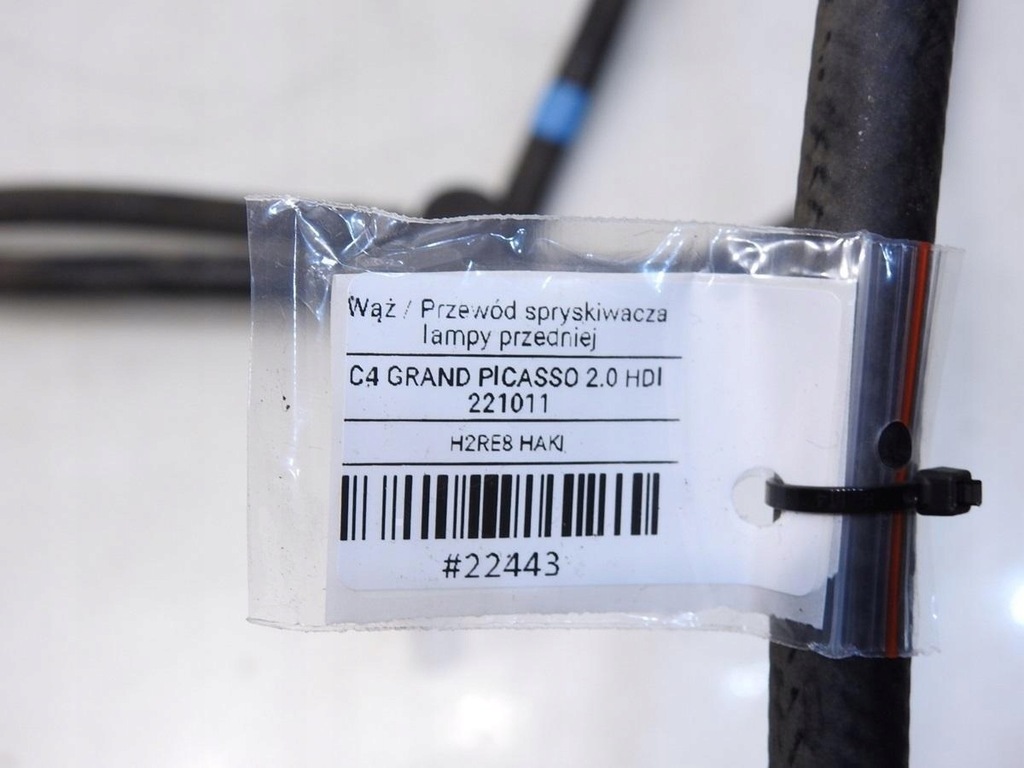 Wąż / Przewód spryskiwacza
lampy przedniej
C4 GRAND PICASSO 2.0 HDI
221011
H2RE8 HAKI
#22443